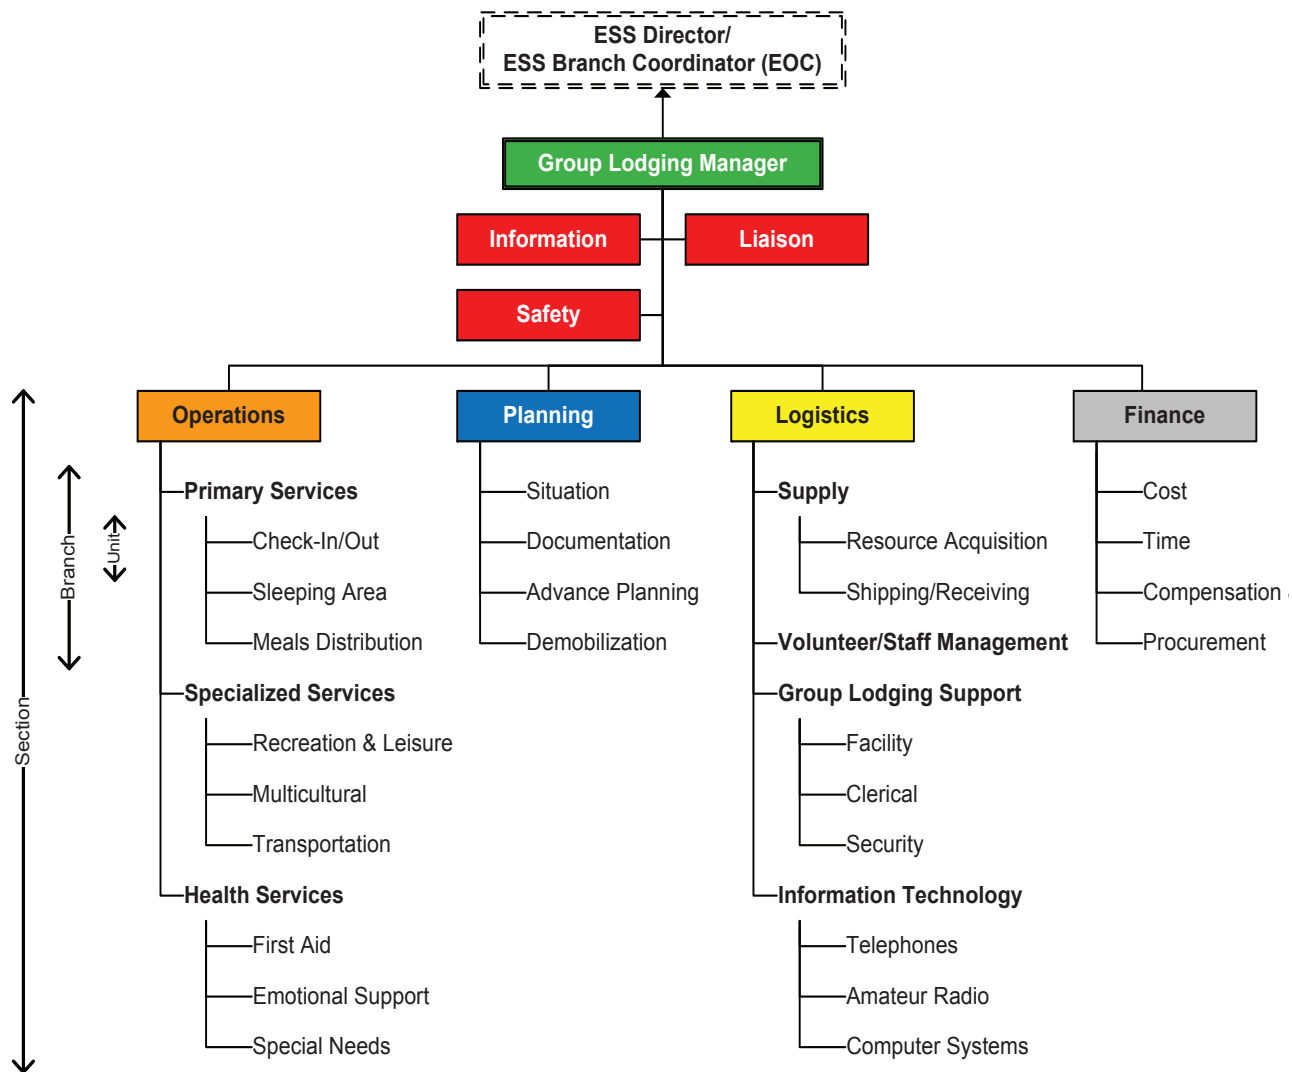 ESS Director/
ESS Branch Coordinator (EOC)
Group Lodging Manager
Information
Liaison
Safety
Operations
Planning
Logistics
Finance
Section
Branch
Unit
Primary Services
Check-In/Out
Sleeping Area
Meals Distribution
Specialized Services
Recreation & Leisure
Multicultural
Transportation
Health Services
First Aid
Emotional Support
Special Needs
Situation
Documentation
Advance Planning
Demobilization
Supply
Resource Acquisition
Shipping/Receiving
Volunteer/Staff Management
Group Lodging Support
Facility
Clerical
Security
Information Technology
Telephones
Amateur Radio
Computer Systems
Cost
Time
Compensation
Procurement